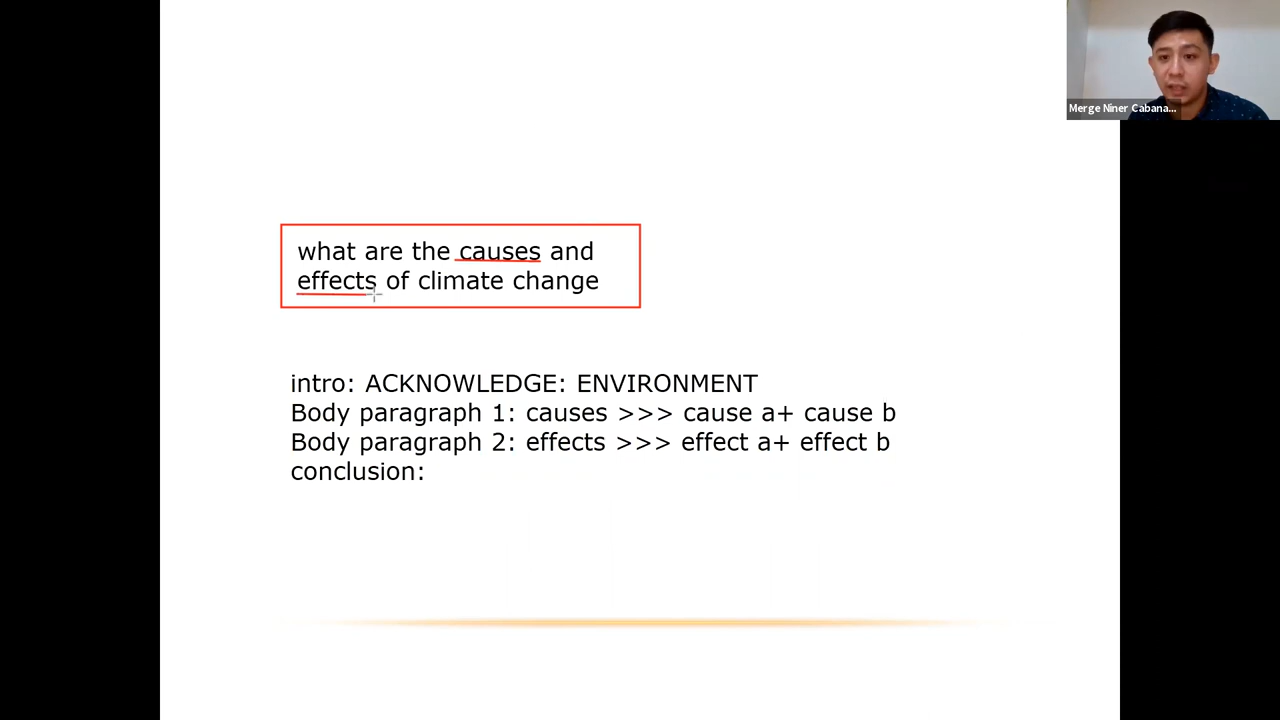 Merge Niner Cabana...
what are the causes and
effects of climate change
intro: ACKNOWLEDGE: ENVIRONMENT
Body paragraph 1: causes >>> cause a+ cause b
Body paragraph 2: effects >>> effect a+ effect b
conclusion: